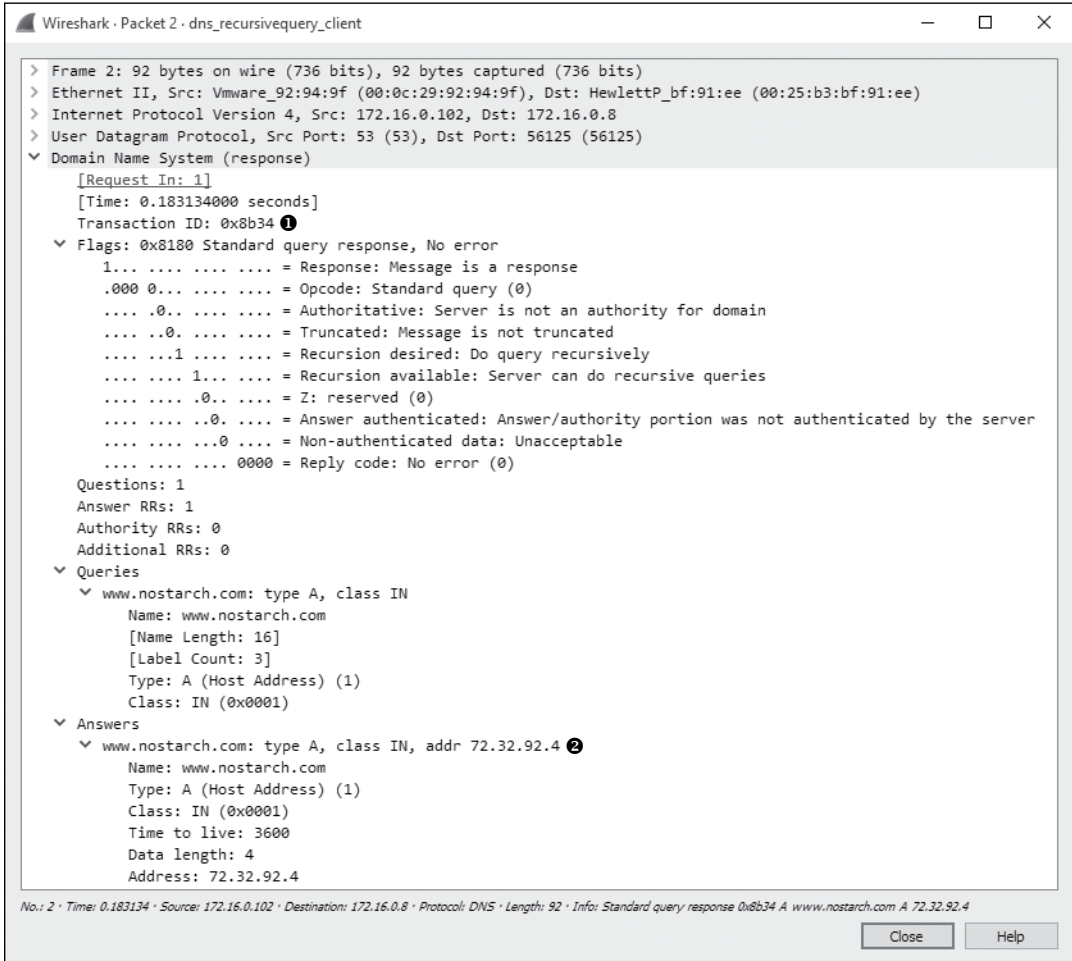 Wireshark · Packet 2 · dns_recursivequery_client
> Frame 2: 92 bytes on wire (736 bits), 92 bytes captured (736 bits)
> Ethernet II, Src: Vmware_92:94:9f (00:0c:29:92:94:9f), Dst: HewlettP_bf:91:ee (00:25:b3:bf:91:ee)
> Internet Protocol Version 4, Src: 172.16.0.102, Dst: 172.16.0.8
> User Datagram Protocol, Src Port: 53 (53), Dst Port: 56125 (56125)
Domain Name System (response)
[Request In: 1]
[Time: 0.183134000 seconds]
Transaction ID: 0x8b34 ❶
Flags: 0x8180 Standard query response, No error
1... .... .... .... = Response: Message is a response
.000 0... .... .... = Opcode: Standard query (0)
.... .0.. .... .... = Authoritative: Server is not an authority for domain
.... ..0. .... .... = Truncated: Message is not truncated
.... ...1 .... .... = Recursion desired: Do query recursively
.... .... 1... .... = Recursion available: Server can do recursive queries
.... .... .0.. .... = Z: reserved (0)
.... .... ..0. .... = Answer authenticated: Answer/authority portion was not authenticated by the server
.... .... ...0 .... = Non-authenticated data: Unacceptable
.... .... .... 0000 = Reply code: No error (0)
Questions: 1
Answer RRs: 1
Authority RRs: 0
Additional RRs: 0
Queries
www.nostarch.com: type A, class IN
Name: www.nostarch.com
[Name Length: 16]
[Label Count: 3]
Type: A (Host Address) (1)
Class: IN (0x0001)
Answers
www.nostarch.com: type A, class IN, addr 72.32.92.4 ❷
Name: www.nostarch.com
Type: A (Host Address) (1)
Class: IN (0x0001)
Time to live: 3600
Data length: 4
Address: 72.32.92.4
No.: 2 · Time: 0.183134 · Source: 172.16.0.102 · Destination: 172.16.0.8 · Protocol: DNS · Length: 92 · Info: Standard query response 0x8b34 A www.nostarch.com A 72.32.92.4
Close Help